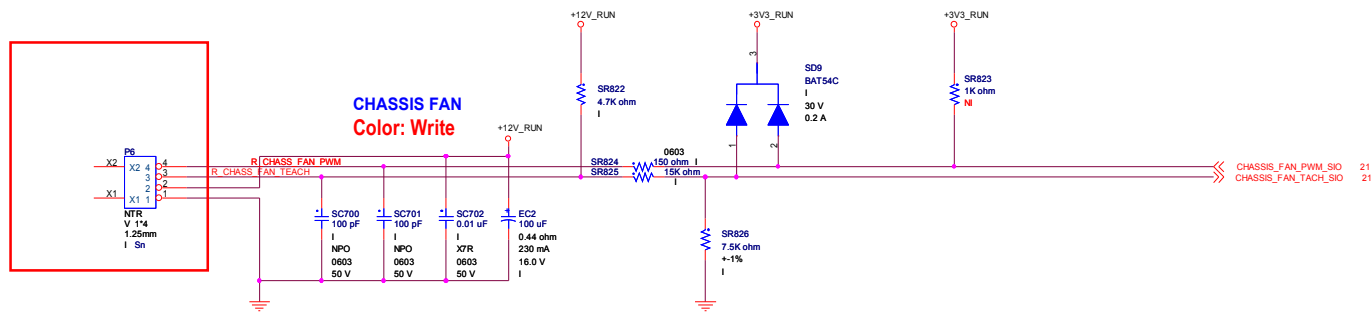 +12V_RUN
+3V3_RUN
+3V3_RUN
CHASSIS FAN
Color: Write
+12V_RUN
SR822
4.7K ohm
I
3
SD9
BAT54C
I
30 V
0.2 A
1
2
SR823
1K ohm
NI
P6
X2
X2 4
3
2
X1
X1 1
4
3
2
1
NTR
V 1*4
1.25mm
I Sn
R_CHASS_FAN_PWM
R_CHASS_FAN_TEACH
SR824
SR825
0603
150 ohm I
15K ohm
I
CHASSIS_FAN_PWM_SIO 21
CHASSIS_FAN_TACH_SIO 21
SC700
100 pF
I
NPO
0603
50 V
SC701
100 pF
I
NPO
0603
50 V
SC702
0.01 uF
I
X7R
0603
50 V
EC2
100 uF
0.44 ohm
230 mA
16.0 V
I
SR826
7.5K ohm
+-1%
I